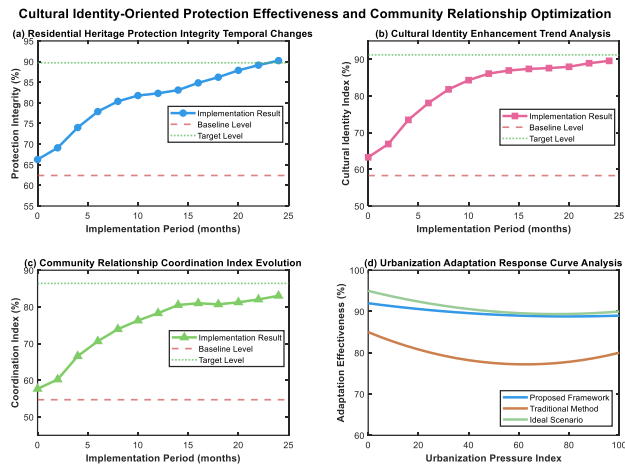 Cultural Identity-Oriented Protection Effectiveness and Community Relationship Optimization
(a) Residential Heritage Protection Integrity Temporal Changes
95
90
85
80
75
70
65
60
55
Protection Integrity (%)
Implementation Result
Baseline Level
Target Level
0 5 10 15 20 25
Implementation Period (months)
(b) Cultural Identity Enhancement Trend Analysis
90
80
70
60
50
Cultural Identity Index (%)
Implementation Result
Baseline Level
Target Level
0 5 10 15 20 25
Implementation Period (months)
(c) Community Relationship Coordination Index Evolution
90
80
70
60
50
Coordination Index (%)
Implementation Result
Baseline Level
Target Level
0 5 10 15 20 25
Implementation Period (months)
(d) Urbanization Adaptation Response Curve Analysis
100
90
80
70
60
Adaptation Effectiveness (%)
Proposed Framework
Traditional Method
Ideal Scenario
0 20 40 60 80 100
Urbanization Pressure Index